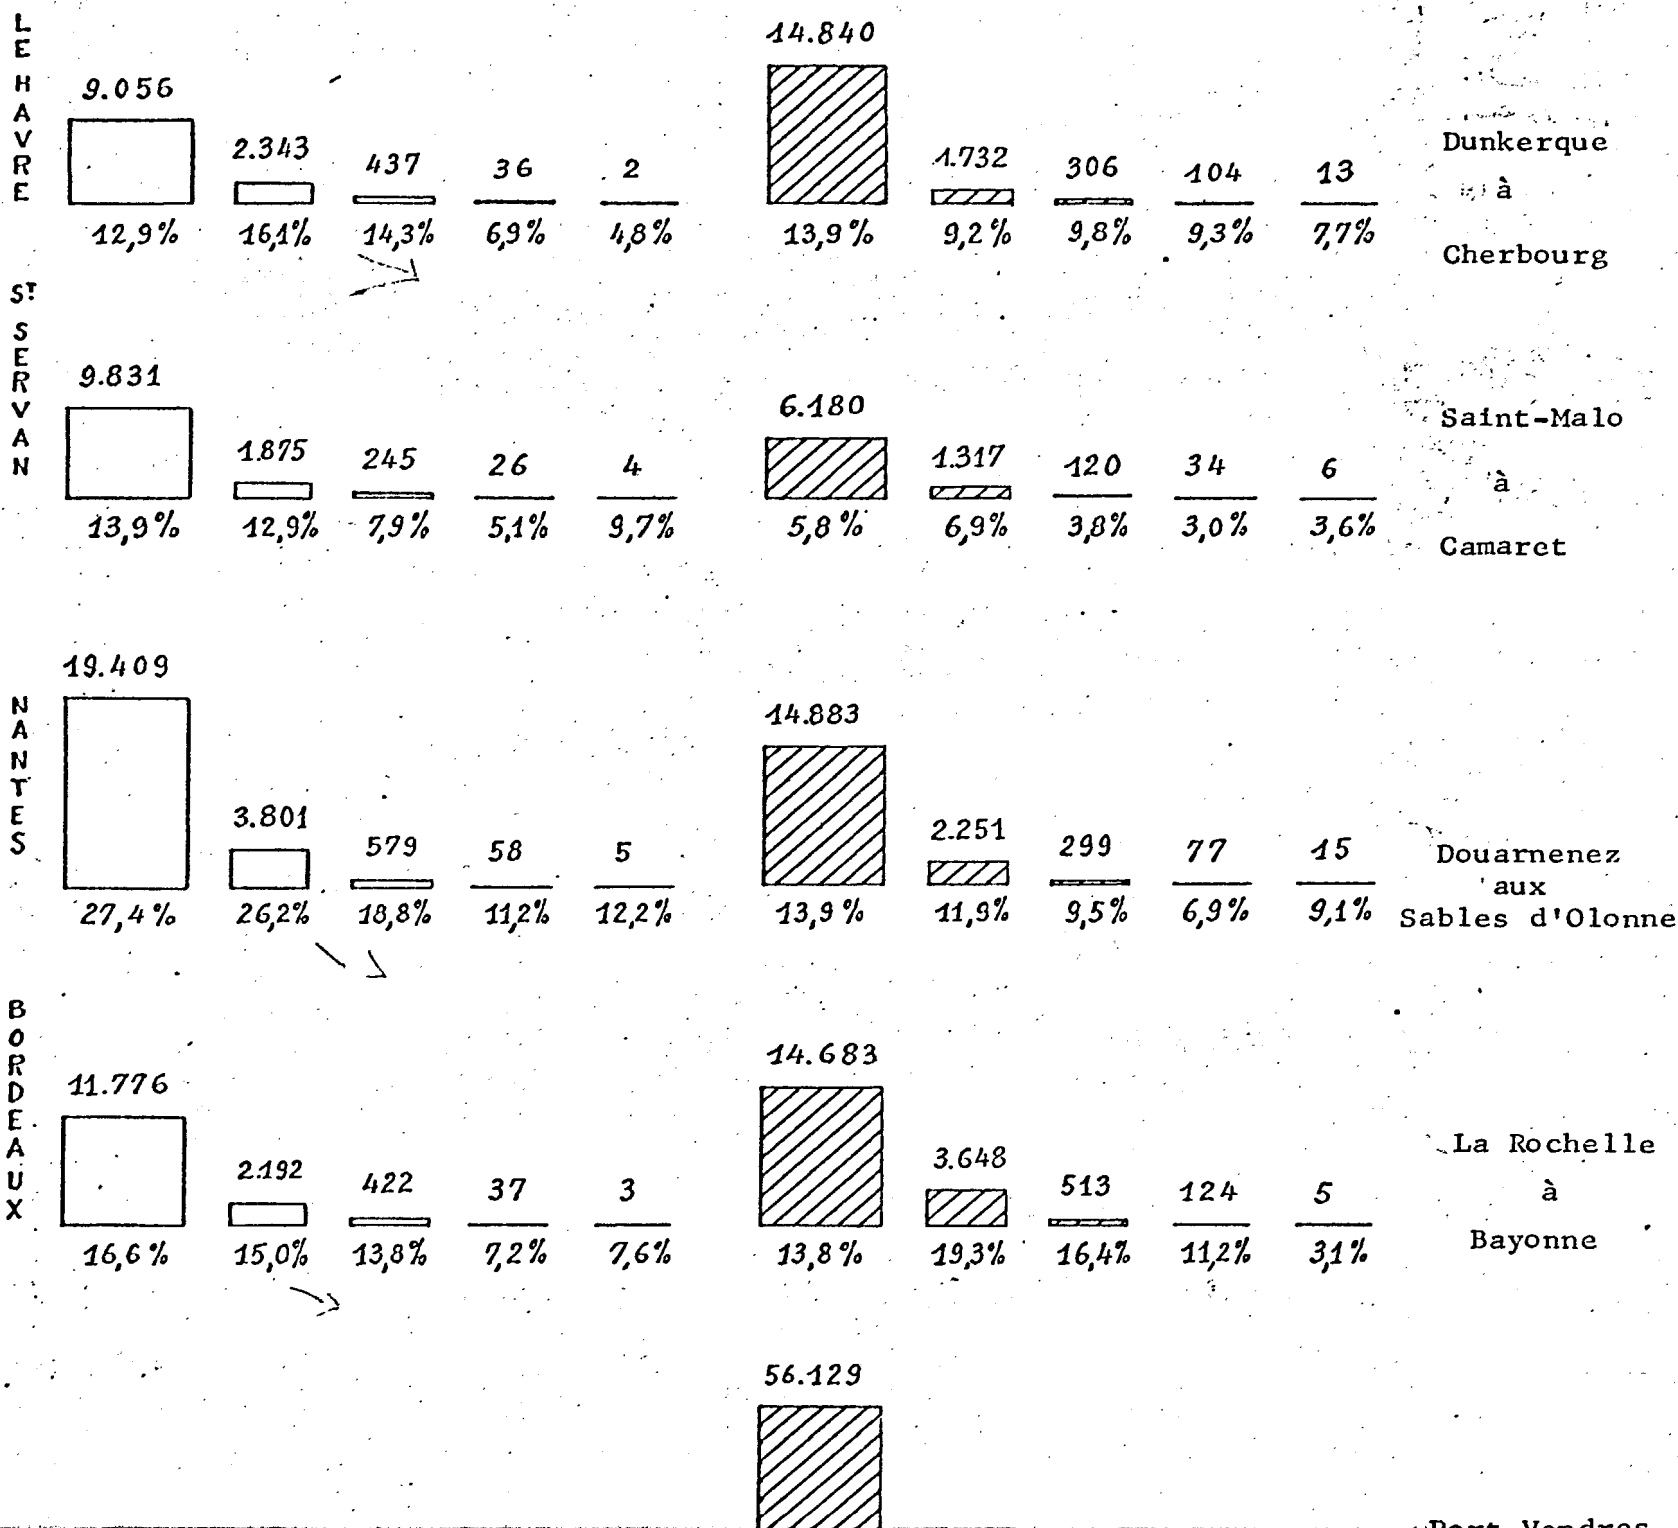 LE HAVRE
9.056 2.343 437 36 2 14.840 1.732 306 104 13
12,9% 16,1% 14,3% 6,9% 4,8% 13,9% 9,2% 9,8% 9,3% 7,7%
Dunkerque
à
Cherbourg
ST SERVAN
9.831 1.875 245 26 4 6.180 1.317 120 34 6
13,9% 12,9% 7,9% 5,1% 9,7% 5,8% 6,9% 3,8% 3,0% 3,6%
Saint-Malo
à
Camaret
NANTES
19.409 3.801 579 58 5 14.883 2.251 299 77 15
27,4% 26,2% 18,8% 11,2% 12,2% 13,9% 11,9% 9,5% 6,9% 9,1%
Douarnenez
aux
Sables d'Olonne
BORDEAUX
11.776 2.192 422 37 3 14.683 3.648 513 124 5
16,6% 15,0% 13,8% 7,2% 7,6% 13,8% 19,3% 16,4% 11,2% 3,1%
La Rochelle
à
Bayonne
56.129
Port Vendres